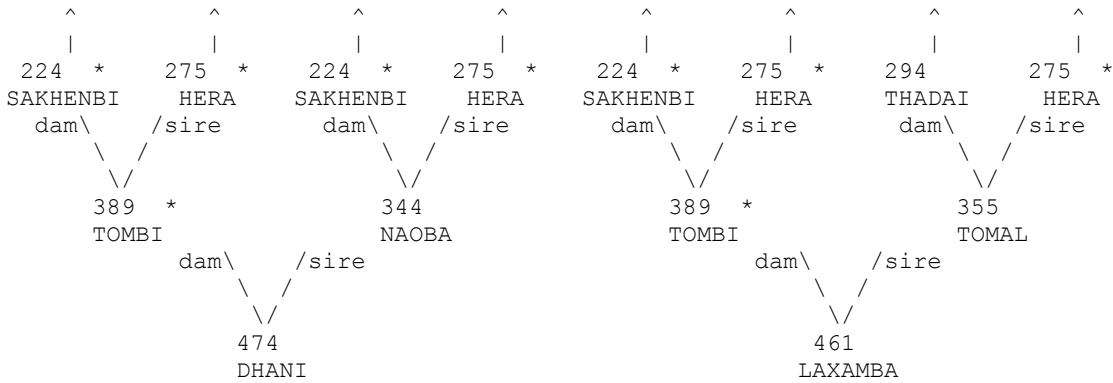 ^ ^ ^ ^ ^ ^ ^ ^
| | | | | | | |
224 * 275 * 224 * 275 * 224 * 275 * 294 275 *
SAKHENBI HERA SAKHENBI HERA SAKHENBI HERA THADAI HERA
dam\ /sire dam\ /sire dam\ /sire dam\ /sire
\ / \ / \ / \ /
\/ \/ \/ \/
389 * 344 389 * 355
TOMBI NAOBA TOMBI TOMAL
dam\ /sire dam\ /sire
\ / \ /
\/ \/
474 461
DHANI LAXAMBA